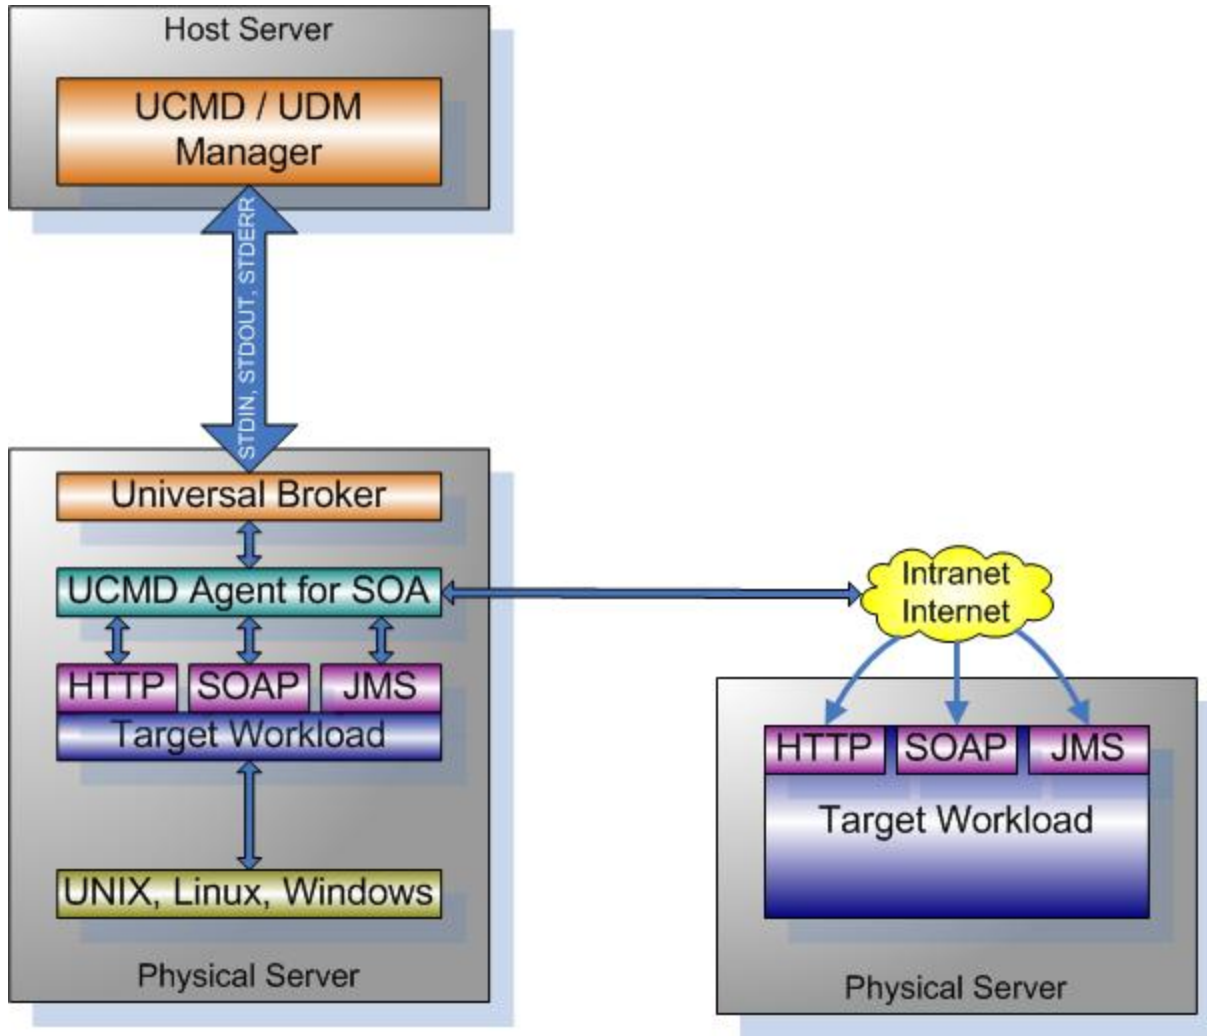 Host Server
UCMD / UDM
Manager
STDIN, STDOUT, STDERR
Universal Broker
UCMD Agent for SOA
HTTP
SOAP
JMS
Target Workload
UNIX, Linux, Windows
Physical Server
Intranet
Internet
HTTP
SOAP
JMS
Target Workload
Physical Server